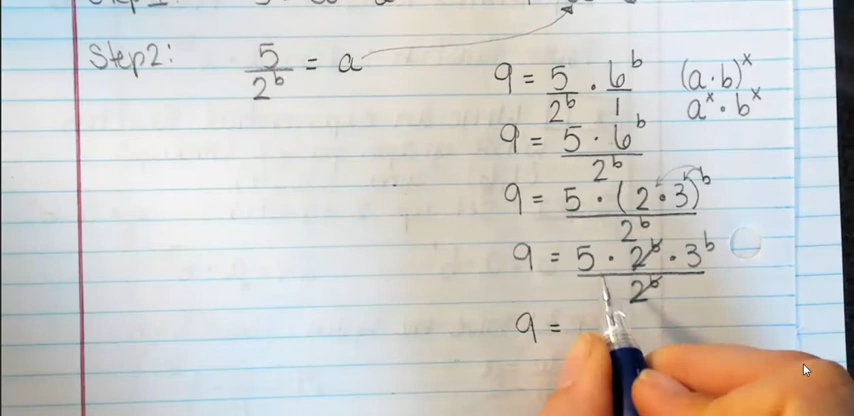 Step2: 5/2^b = a
9 = 5/2^b · 6^b/1
(a·b)^x
a^x · b^x
9 = 5 · 6^b / 2^b
9 = 5 · (2·3)^b / 2^b
9 = 5 · 2^b · 3^b / 2^b
9 =